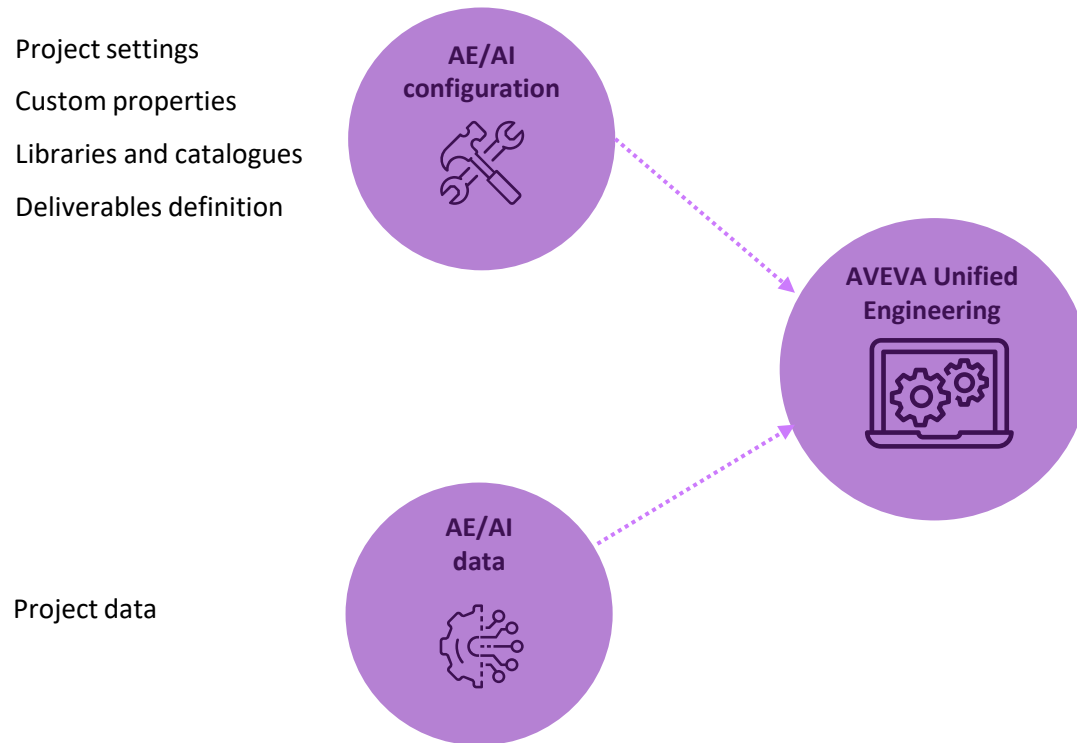 Project settings
Custom properties
Libraries and catalogues
Deliverables definition
AE/AI
configuration
AVEVA Unified
Engineering
AE/AI
data
Project data